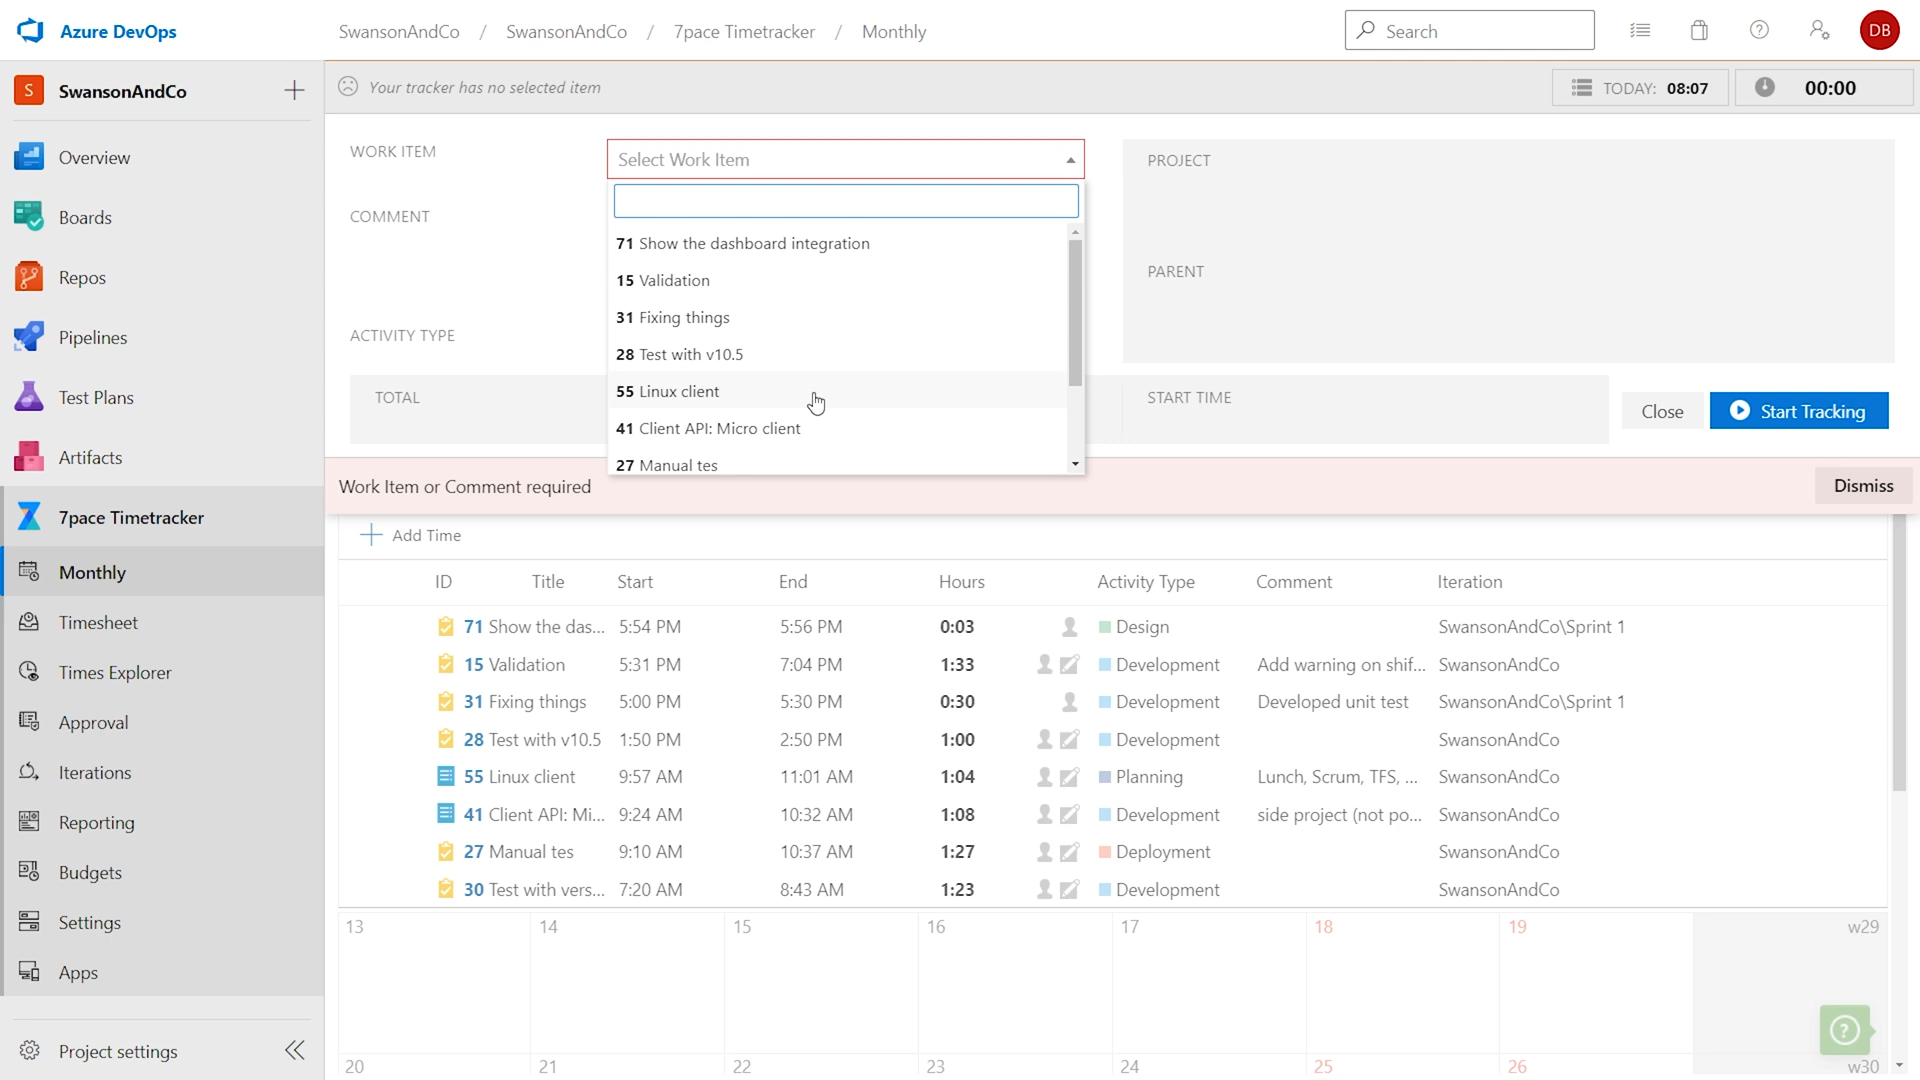 Azure DevOps
SwansonAndCo / SwansonAndCo / 7pace Timetracker / Monthly
Search
DB
S SwansonAndCo
Your tracker has no selected item
TODAY: 08:07
00:00
Overview
Boards
Repos
Pipelines
Test Plans
Artifacts
7pace Timetracker
Monthly
Timesheet
Times Explorer
Approval
Iterations
Reporting
Budgets
Settings
Apps
Project settings
WORK ITEM
Select Work Item
COMMENT
ACTIVITY TYPE
71 Show the dashboard integration
15 Validation
31 Fixing things
28 Test with v10.5
55 Linux client
41 Client API: Micro client
27 Manual tes
PROJECT
PARENT
TOTAL
START TIME
Close
Start Tracking
Work Item or Comment required
Dismiss
Add Time
ID Title Start End Hours Activity Type Comment Iteration
71 Show the das... 5:54 PM 5:56 PM 0:03 Design SwansonAndCo\Sprint 1
15 Validation 5:31 PM 7:04 PM 1:33 Development Add warning on shif... SwansonAndCo
31 Fixing things 5:00 PM 5:30 PM 0:30 Development Developed unit test SwansonAndCo\Sprint 1
28 Test with v10.5 1:50 PM 2:50 PM 1:00 Development SwansonAndCo
55 Linux client 9:57 AM 11:01 AM 1:04 Planning Lunch, Scrum, TFS, ... SwansonAndCo
41 Client API: Mi... 9:24 AM 10:32 AM 1:08 Development side project (not po... SwansonAndCo
27 Manual tes 9:10 AM 10:37 AM 1:27 Deployment SwansonAndCo
30 Test with vers... 7:20 AM 8:43 AM 1:23 Development SwansonAndCo
13 14 15 16 17 18 19 w29
20 21 22 23 24 25 26 w30